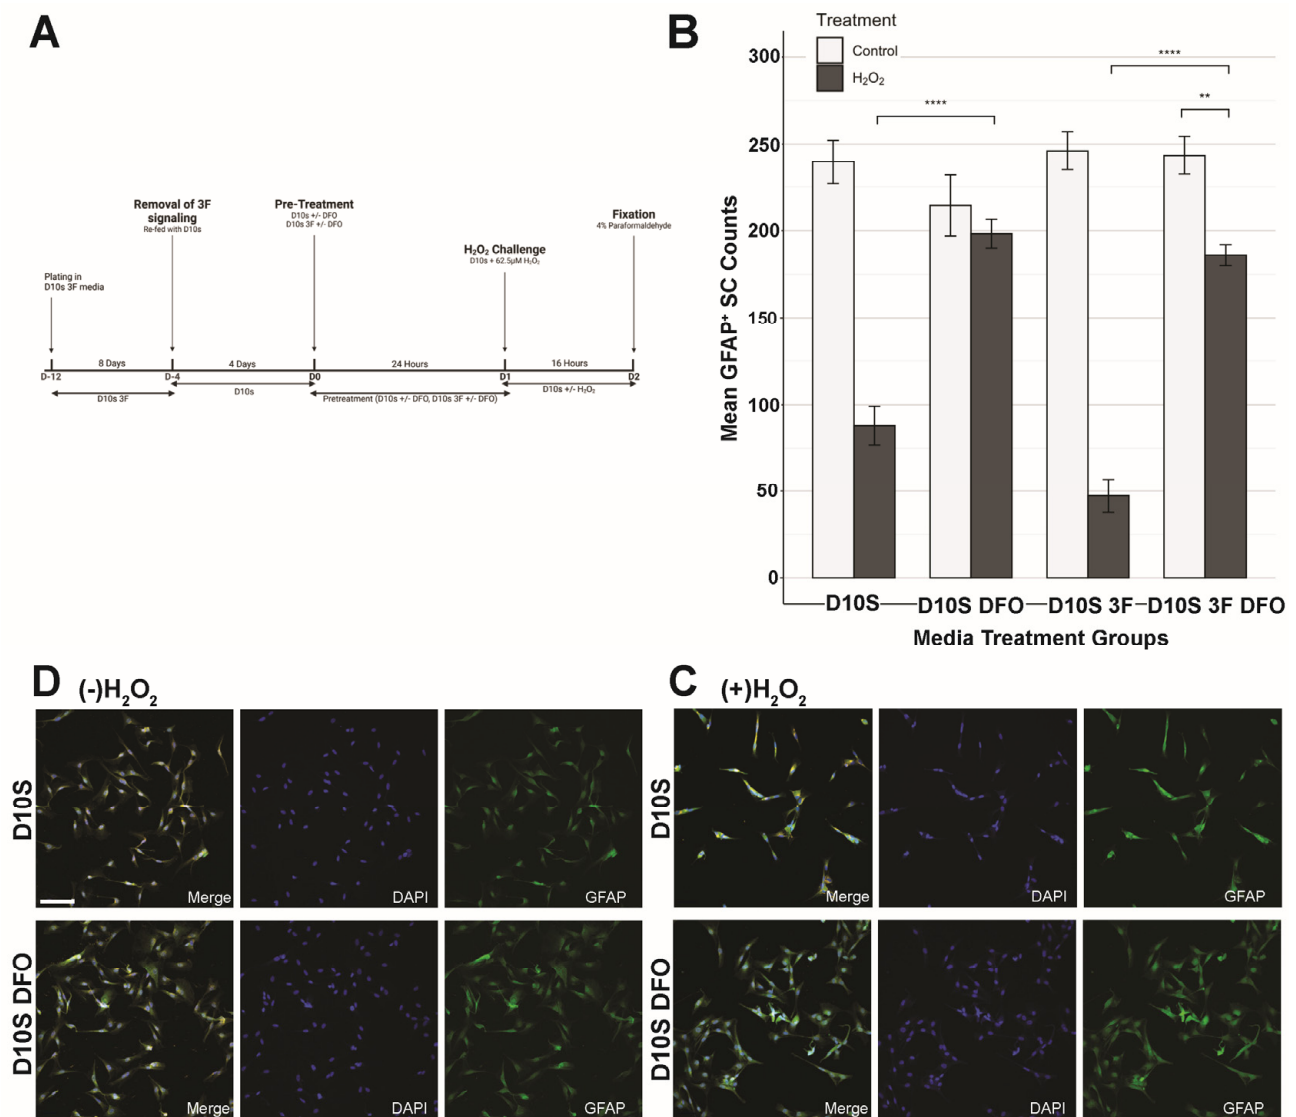 A
Removal of 3F
signaling
Re-fed with D10s
Pre-Treatment
D10s +/- DFO
D10s 3F +/- DFO
Fixation
4% Paraformaldehyde
H₂O₂ Challenge
D10s + 62.5µM H₂O₂
Plating in
D10s 3F media
8 Days
4 Days
24 Hours
16 Hours
D-12
D-4
D0
D1
D2
D10s 3F
D10s
Pretreatment (D10s +/- DFO, D10s 3F +/- DFO)
D10s +/- H₂O₂
B
Treatment
Control
H₂O₂
Mean GFAP⁺ SC Counts
300
250
200
150
100
50
0
****
****
**
D10S
D10S DFO
D10S 3F
D10S 3F DFO
Media Treatment Groups
D (-)H₂O₂
D10S
Merge
DAPI
GFAP
D10S DFO
Merge
DAPI
GFAP
C (+)H₂O₂
D10S
Merge
DAPI
GFAP
D10S DFO
Merge
DAPI
GFAP